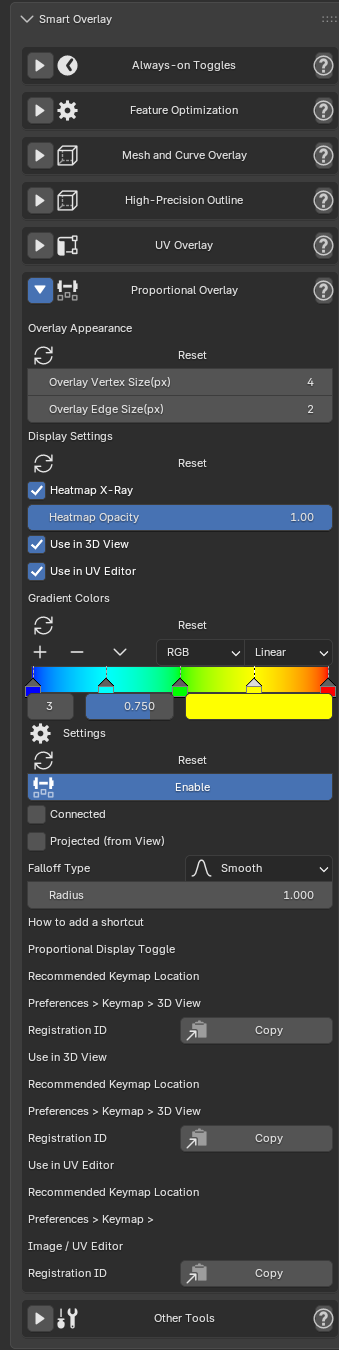 Smart Overlay
Always-on Toggles
Feature Optimization
Mesh and Curve Overlay
High-Precision Outline
UV Overlay
Proportional Overlay
Overlay Appearance
Reset
Overlay Vertex Size(px) 4
Overlay Edge Size(px) 2
Display Settings
Reset
Heatmap X-Ray
Heatmap Opacity 1.00
Use in 3D View
Use in UV Editor
Gradient Colors
Reset
RGB Linear
3 0.750
Settings
Reset
Enable
Connected
Projected (from View)
Falloff Type Smooth
Radius 1.000
How to add a shortcut
Proportional Display Toggle
Recommended Keymap Location
Preferences > Keymap > 3D View
Registration ID Copy
Use in 3D View
Recommended Keymap Location
Preferences > Keymap > 3D View
Registration ID Copy
Use in UV Editor
Recommended Keymap Location
Preferences > Keymap >
Image / UV Editor
Registration ID Copy
Other Tools